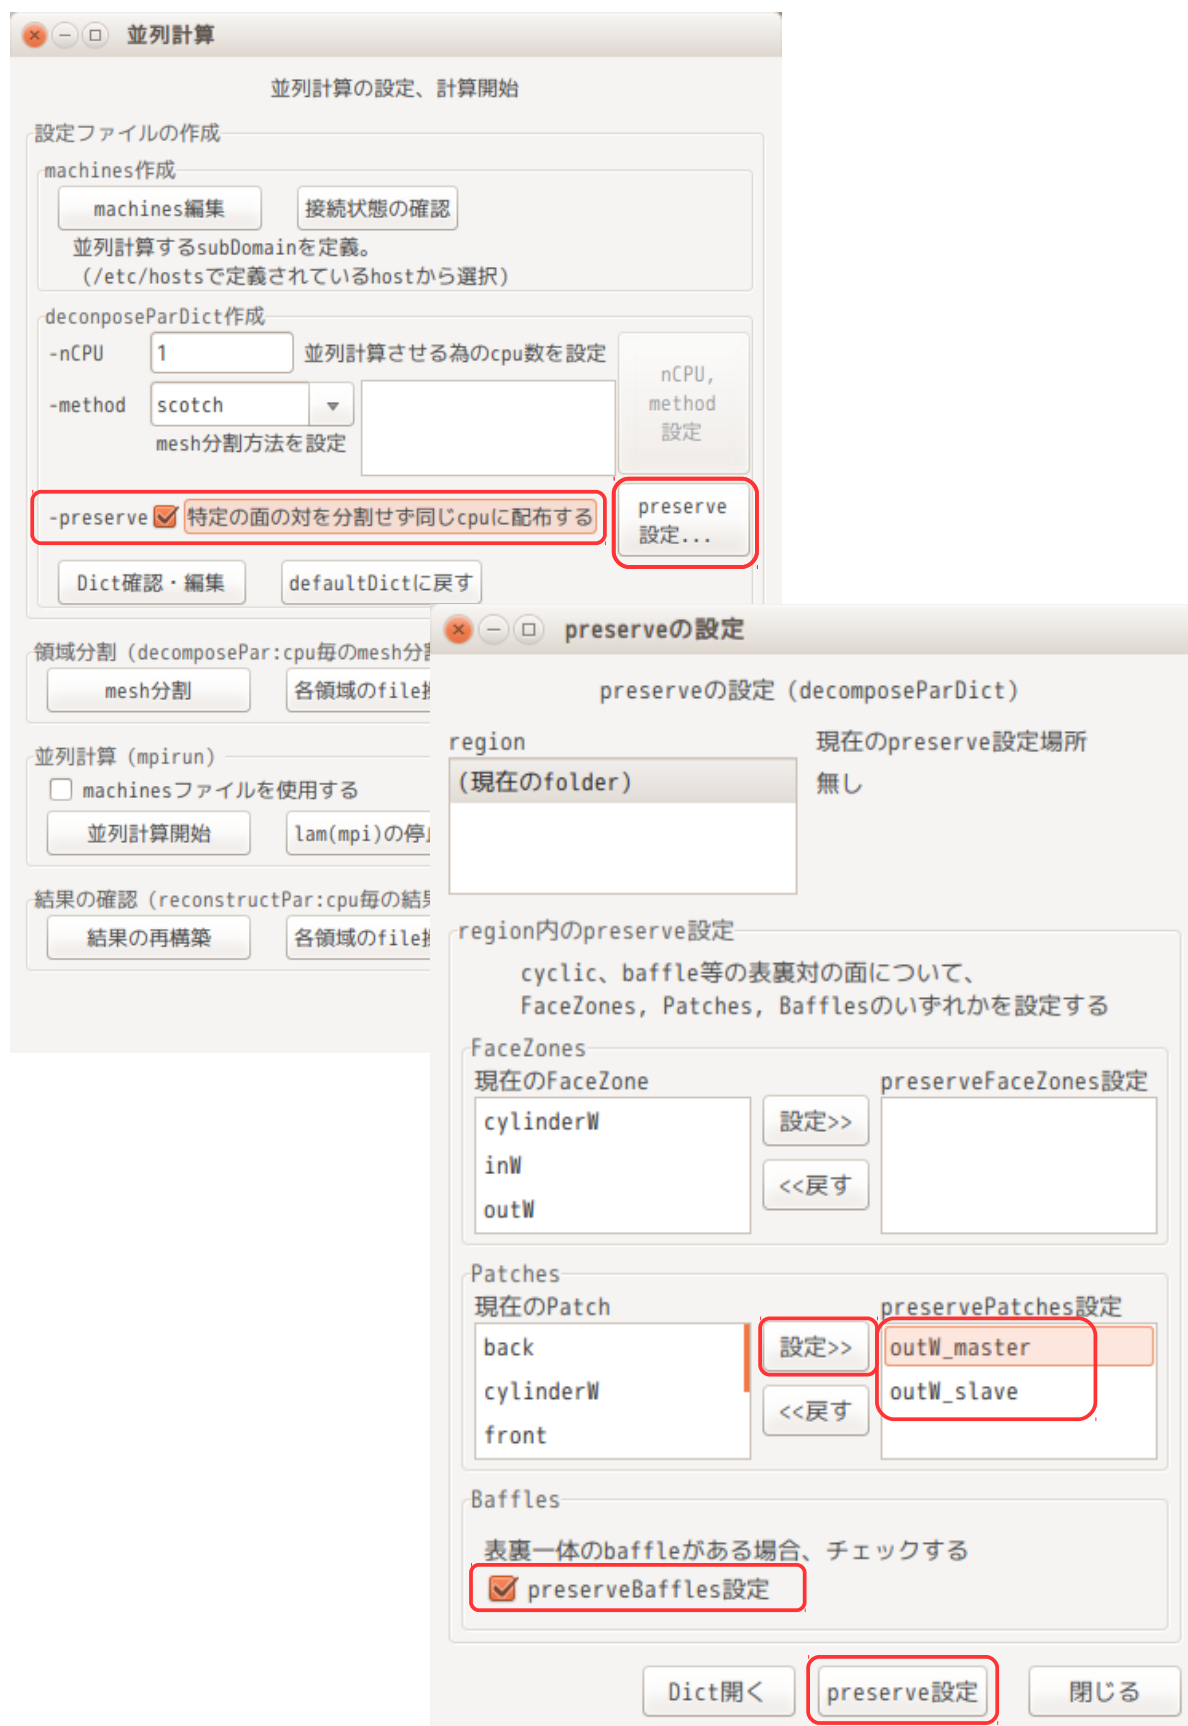 並列計算
並列計算の設定、計算開始
設定ファイルの作成
machines作成
machines編集 接続状態の確認
並列計算するsubDomainを定義。
(/etc/hostsで定義されているhostから選択)
deconposeParDict作成
-nCPU 1 並列計算させる為のcpu数を設定
-method scotch
mesh分割方法を設定
nCPU,
method
設定
-preserve 特定の面の対を分割せず同じcpuに配布する
preserve
設定...
Dict確認・編集 defaultDictに戻す
領域分割 (decomposePar:cpu毎のmesh分
mesh分割 各領域のfile
並列計算 (mpirun)
machinesファイルを使用する
並列計算開始 lam(mpi)の停
結果の確認 (reconstructPar:cpu毎の結
結果の再構築 各領域のfile
preserveの設定
preserveの設定 (decomposeParDict)
region 現在のpreserve設定場所
(現在のfolder) 無し
region内のpreserve設定
cyclic、baffle等の表裏対の面について、
FaceZones, Patches, Bafflesのいずれかを設定する
FaceZones
現在のFaceZone preserveFaceZones設定
cylinderW 設定>>
inW <<戻す
outW
Patches
現在のPatch preservePatches設定
back 設定>> outW_master
cylinderW <<戻す outW_slave
front
Baffles
表裏一体のbaffleがある場合、チェックする
preserveBaffles設定
Dict開く preserve設定 閉じる